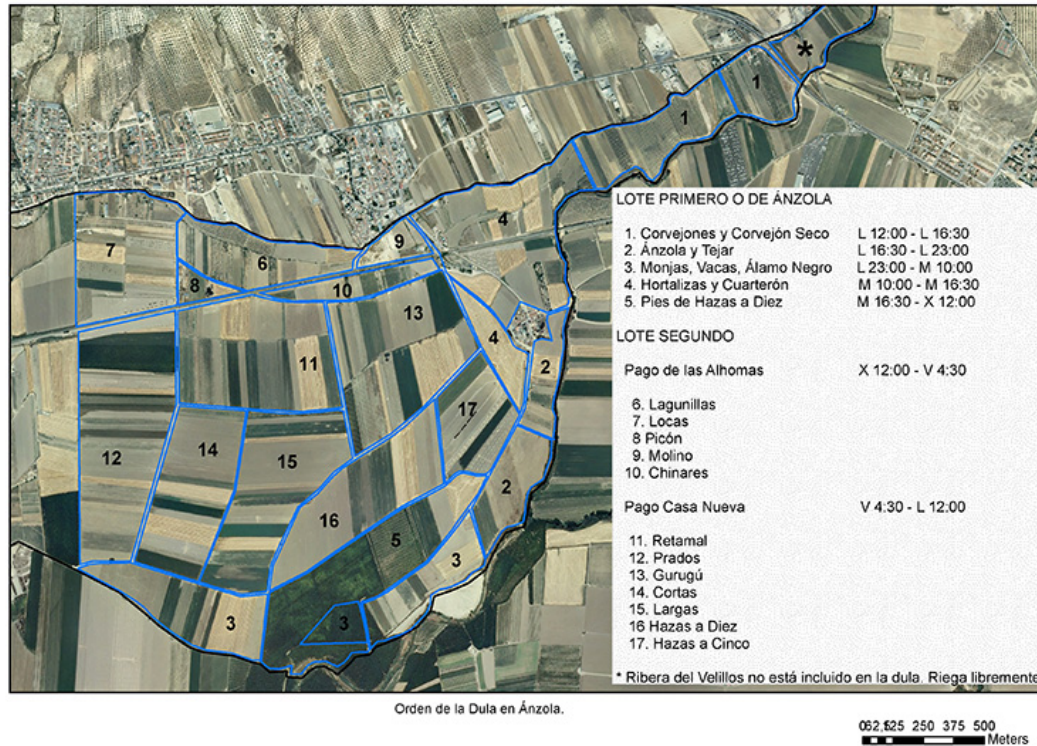 *
1
1
4
9
7
6
8
10
13
4
2
11
17
14
15
12
2
16
5
3
3
3
LOTE PRIMERO O DE ÁNZOLA
1. Corvejones y Corvejón Seco L 12:00 - L 16:30
2. Ánzola y Tejar L 16:30 - L 23:00
3. Monjas, Vacas, Álamo Negro L 23:00 - M 10:00
4. Hortalizas y Cuarterón M 10:00 - M 16:30
5. Pies de Hazas a Diez M 16:30 - X 12:00
LOTE SEGUNDO
Pago de las Alhomas X 12:00 - V 4:30
6. Lagunillas
7. Locas
8 Picón
9. Molino
10. Chinares
Pago Casa Nueva V 4:30 - L 12:00
11. Retamal
12. Prados
13. Gurugú
14. Cortas
15. Largas
16 Hazas a Diez
17. Hazas a Cinco
* Ribera del Velillos no está incluido en la dula. Riega libremente
Orden de la Dula en Ánzola.
250 375 500
Meters